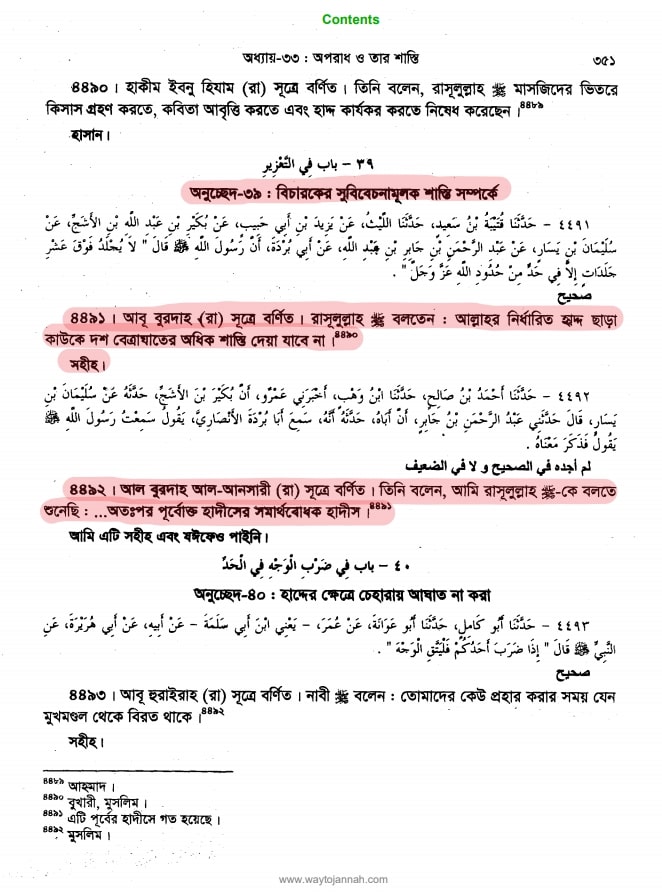 Contents
অধ্যায়-৩৩ : অপরাধ ও তার শাস্তি ৩৫১
৪৪৯০। হাকীম ইবনু হিযাম (রা) সূত্রে বর্ণিত। তিনি বলেন, রাসূলুল্লাহ ﷺ মাসজিদের ভিতরে
কিসাস গ্রহণ করতে, কবিতা আবৃত্তি করতে এবং হাদ্দ কার্যকর করতে নিষেধ করেছেন।⁴⁴⁸⁹
হাসান।
٣٩ – باب فِي التَّعْزِيرِ
অনুচ্ছেদ-৩৯ : বিচারকের সুবিবেচনামূলক শাস্তি সম্পর্কে
٤٤٩١ – حَدَّثَنَا قُتَيْبَةُ بْنُ سَعِيدٍ، حَدَّثَنَا اللَّيْثُ، عَنْ يَزِيدَ بْنِ أَبِي حَبِيبٍ، عَنْ بُكَيْرِ بْنِ عَبْدِ اللَّهِ بْنِ الأَشَجِّ، عَنْ
سُلَيْمَانَ بْنِ يَسَارٍ، عَنْ عَبْدِ الرَّحْمَنِ بْنِ جَابِرِ بْنِ عَبْدِ اللَّهِ، عَنْ أَبِي بُرْدَةَ، أَنَّ رَسُولَ اللَّهِ ﷺ قَالَ " لاَ يُجْلَدُ فَوْقَ عَشْرِ
جَلَدَاتٍ إِلاَّ فِي حَدٍّ مِنْ حُدُودِ اللَّهِ عَزَّ وَجَلَّ " .
صحيح
৪৪৯১। আবূ বুরদাহ (রা) সূত্রে বর্ণিত। রাসূলুল্লাহ ﷺ বলতেন : আল্লাহর নির্ধারিত হাদ্দ ছাড়া
কাউকে দশ বেত্রাঘাতের অধিক শাস্তি দেয়া যাবে না।⁴⁴⁹⁰
সহীহ।
٤٤٩٢ – حَدَّثَنَا أَحْمَدُ بْنُ صَالِحٍ، حَدَّثَنَا ابْنُ وَهْبٍ، أَخْبَرَنِي عَمْرٌو، أَنَّ بُكَيْرَ بْنَ الأَشَجِّ، حَدَّثَهُ عَنْ سُلَيْمَانَ بْنِ
يَسَارٍ، قَالَ حَدَّثَنِي عَبْدُ الرَّحْمَنِ بْنُ جَابِرٍ، أَنَّ أَبَاهُ، حَدَّثَهُ أَنَّهُ، سَمِعَ أَبَا بُرْدَةَ الأَنْصَارِيَّ، يَقُولُ سَمِعْتُ رَسُولَ اللَّهِ ﷺ
يَقُولُ فَذَكَرَ مَعْنَاهُ .
لم أجده في الصحيح و لا في الضعيف
৪৪৯২। আল বুরদাহ আল-আনসারী (রা) সূত্রে বর্ণিত। তিনি বলেন, আমি রাসূলুল্লাহ ﷺ-কে বলতে
শুনেছি : ...অতঃপর পূর্বোক্ত হাদীসের সমার্থবোধক হাদীস।⁴⁴⁹¹
আমি এটি সহীহ এবং যঈফেও পাইনি।
٤٠ – باب فِي ضَرْبِ الْوَجْهِ فِي الْحَدِّ
অনুচ্ছেদ-৪০ : হাদ্দের ক্ষেত্রে চেহারায় আঘাত না করা
٤٤٩٣ – حَدَّثَنَا أَبُو كَامِلٍ، حَدَّثَنَا أَبُو عَوَانَةَ، عَنْ عُمَرَ، – يَعْنِي ابْنَ أَبِي سَلَمَةَ – عَنْ أَبِيهِ، عَنْ أَبِي هُرَيْرَةَ، عَنِ
النَّبِيِّ ﷺ قَالَ " إِذَا ضَرَبَ أَحَدُكُمْ فَلْيَتَّقِ الْوَجْهَ " .
صحيح
৪৪৯৩। আবূ হুরাইরাহ (রা) সূত্রে বর্ণিত। নাবী ﷺ বলেন : তোমাদের কেউ প্রহার করার সময় যেন
মুখমণ্ডল থেকে বিরত থাকে।⁴⁴⁹²
সহীহ।
৪৪৮৯ আহমাদ।
৪৪৯০ বুখারী, মুসলিম।
৪৪৯১ এটি পূর্বের হাদীসে গত হয়েছে।
৪৪৯২ মুসলিম।
www.waytojannah.com